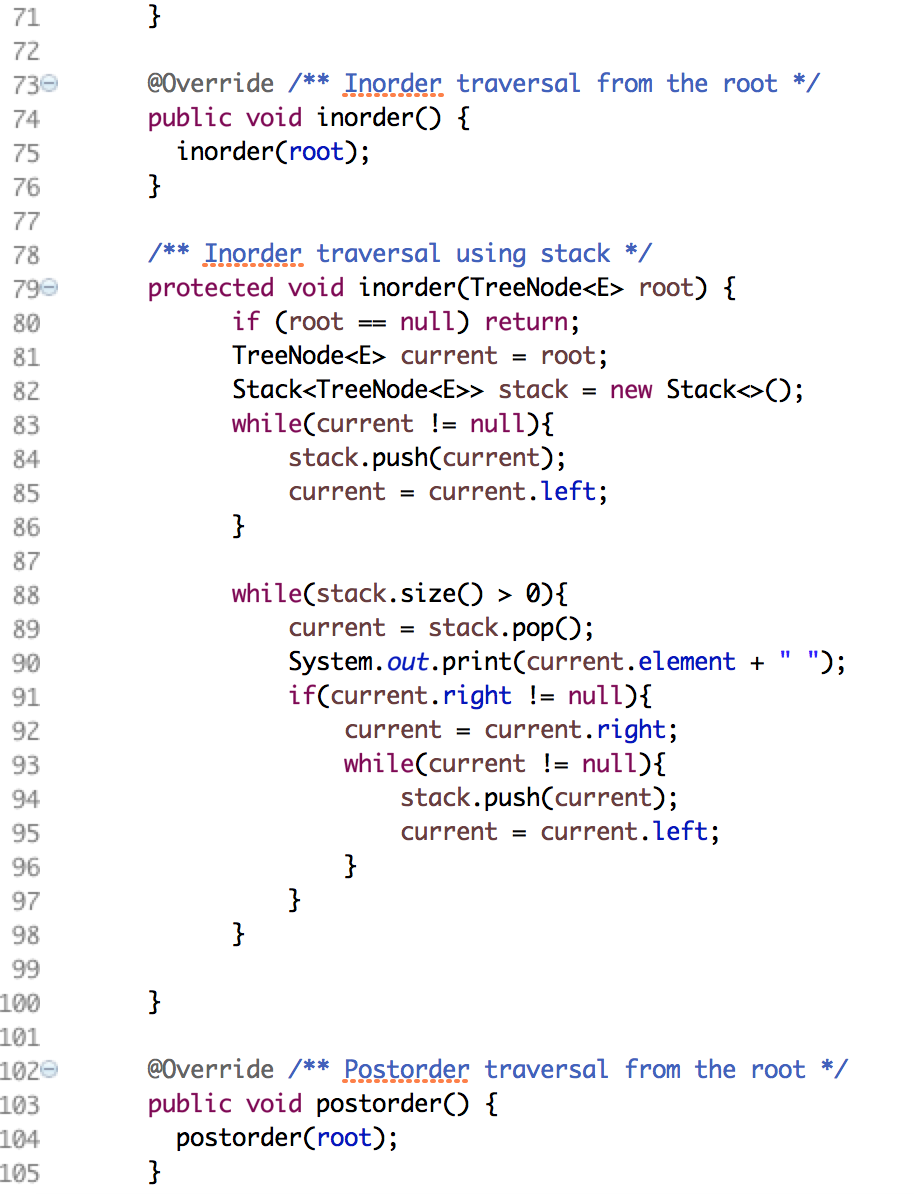 71 }
72
73 @Override /** Inorder traversal from the root */
74 public void inorder() {
75 inorder(root);
76 }
77
78 /** Inorder traversal using stack */
79 protected void inorder(TreeNode<E> root) {
80 if (root == null) return;
81 TreeNode<E> current = root;
82 Stack<TreeNode<E>> stack = new Stack<>();
83 while(current != null){
84 stack.push(current);
85 current = current.left;
86 }
87
88 while(stack.size() > 0){
89 current = stack.pop();
90 System.out.print(current.element + " ");
91 if(current.right != null){
92 current = current.right;
93 while(current != null){
94 stack.push(current);
95 current = current.left;
96 }
97 }
98 }
99
100 }
101
102 @Override /** Postorder traversal from the root */
103 public void postorder() {
104 postorder(root);
105 }